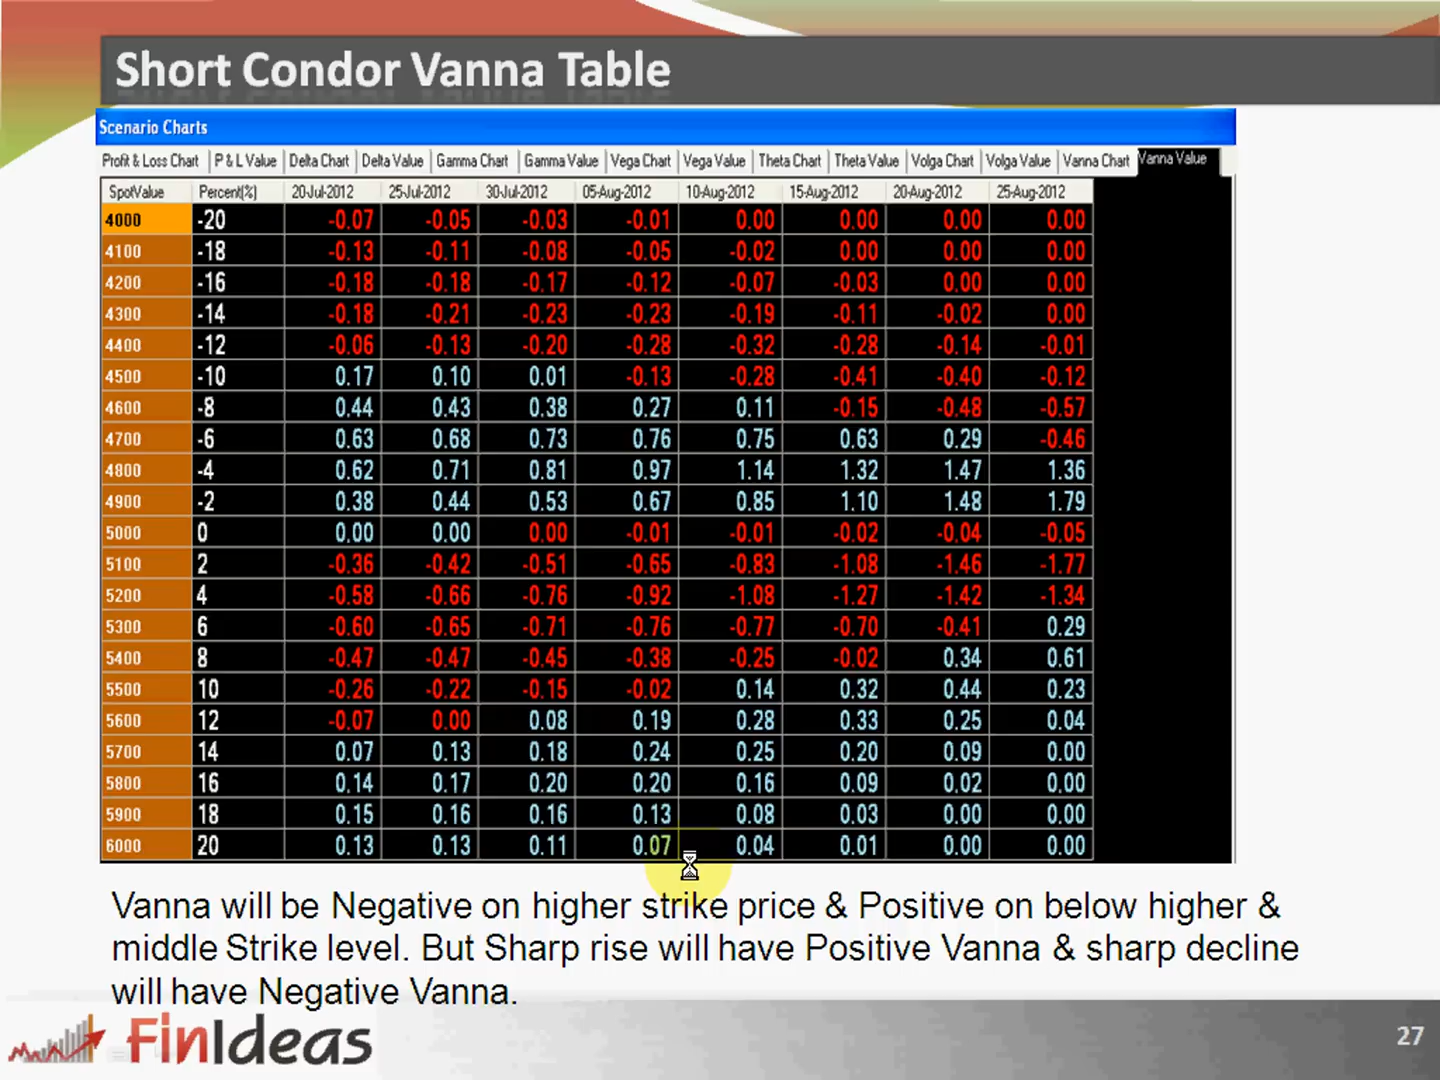 Short Condor Vanna Table
Scenario Charts
Profit & Loss Chart P & L Value Delta Chart Delta Value Gamma Chart Gamma Value Vega Chart Vega Value Theta Chart Theta Value Volga Chart Volga Value Vanna Chart Vanna Value
SpotValue Percent(%) 20-Jul-2012 25-Jul-2012 30-Jul-2012 05-Aug-2012 10-Aug-2012 15-Aug-2012 20-Aug-2012 25-Aug-2012
4000 -20 -0.07 -0.05 -0.03 -0.01 0.00 0.00 0.00 0.00
4100 -18 -0.13 -0.11 -0.08 -0.05 -0.02 0.00 0.00 0.00
4200 -16 -0.18 -0.18 -0.17 -0.12 -0.07 -0.03 0.00 0.00
4300 -14 -0.18 -0.21 -0.23 -0.23 -0.19 -0.11 -0.02 0.00
4400 -12 -0.06 -0.13 -0.20 -0.28 -0.32 -0.28 -0.14 -0.01
4500 -10 0.17 0.10 0.01 -0.13 -0.28 -0.41 -0.40 -0.12
4600 -8 0.44 0.43 0.38 0.27 0.11 -0.15 -0.48 -0.57
4700 -6 0.63 0.68 0.73 0.76 0.75 0.63 0.29 -0.46
4800 -4 0.62 0.71 0.81 0.97 1.14 1.32 1.47 1.36
4900 -2 0.38 0.44 0.53 0.67 0.85 1.10 1.48 1.79
5000 0 0.00 0.00 0.00 -0.01 -0.01 -0.02 -0.04 -0.05
5100 2 -0.36 -0.42 -0.51 -0.65 -0.83 -1.08 -1.46 -1.77
5200 4 -0.58 -0.66 -0.76 -0.92 -1.08 -1.27 -1.42 -1.34
5300 6 -0.60 -0.65 -0.71 -0.76 -0.77 -0.70 -0.41 0.29
5400 8 -0.47 -0.47 -0.45 -0.38 -0.25 -0.02 0.34 0.61
5500 10 -0.26 -0.22 -0.15 -0.02 0.14 0.32 0.44 0.23
5600 12 -0.07 0.00 0.08 0.19 0.28 0.33 0.25 0.04
5700 14 0.07 0.13 0.18 0.24 0.25 0.20 0.09 0.00
5800 16 0.14 0.17 0.20 0.20 0.16 0.09 0.02 0.00
5900 18 0.15 0.16 0.16 0.13 0.08 0.03 0.00 0.00
6000 20 0.13 0.13 0.11 0.07 0.04 0.01 0.00 0.00
Vanna will be Negative on higher strike price & Positive on below higher &
middle Strike level. But Sharp rise will have Positive Vanna & sharp decline
will have Negative Vanna.
FinIdeas
27